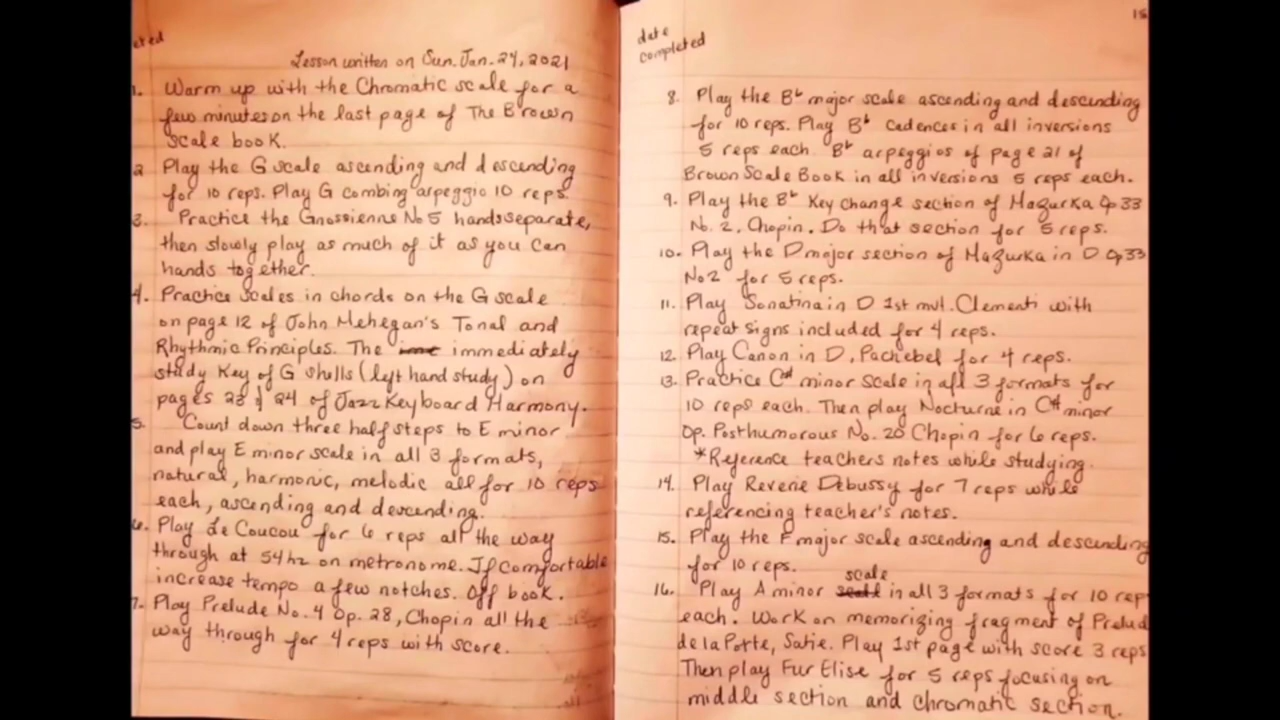 eted
Lesson written on Sun. Jan. 24, 2021
1. Warm up with the Chromatic scale for a
few minutes on the last page of The Brown
Scale book.
2 Play the G scale ascending and descending
for 10 reps. Play G combing arpeggio 10 reps.
3. Practice the Gnossienne No 5 hands separate,
then slowly play as much of it as you can
hands together.
4. Practice scales in chords on the G scale
on page 12 of John Mehegan's Tonal and
Rhythmic Principles. The immediately
study Key of G shells (left hand study) on
pages 23 & 24 of Jazz Keyboard Harmony.
5. Count down three half steps to E minor
and play E minor scale in all 3 formats,
natural, harmonic, melodic all for 10 reps
each, ascending and descending.
6. Play Le Coucou for 6 reps all the way
through at 54hz on metronome. If comfortable
increase tempo a few notches. Off book.
7. Play Prelude No. 4 Op. 28, Chopin all the
way through for 4 reps with score.
15
date
completed
8. Play the B♭ major scale ascending and descending
for 10 reps. Play B♭ cadences in all inversions
5 reps each. B♭ arpeggios of page 21 of
Brown Scale Book in all inversions 5 reps each.
9. Play the B♭ Key change section of Mazurka Op 33
No. 2, Chopin. Do that section for 5 reps.
10. Play the D major section of Mazurka in D Op 33
No 2 for 5 reps.
11. Play Sonatina in D 1st mvt. Clementi with
repeat signs included for 4 reps.
12. Play Canon in D, Pachebel for 4 reps.
13. Practice C# minor scale in all 3 formats for
10 reps each. Then play Nocturne in C# minor
Op. Posthumorous No. 20 Chopin for 6 reps.
*Reference teachers notes while studying.
14. Play Reverie Debussy for 7 reps while
referencing teacher's notes.
15. Play the F major scale ascending and descending
for 10 reps.
16. Play A minor scale in all 3 formats for 10 rep
each. Work on memorizing fragment of Prelud
de la Porte, Satie. Play 1st page with score 3 reps
Then play Fur Elise for 5 reps focusing on
middle section and chromatic section.